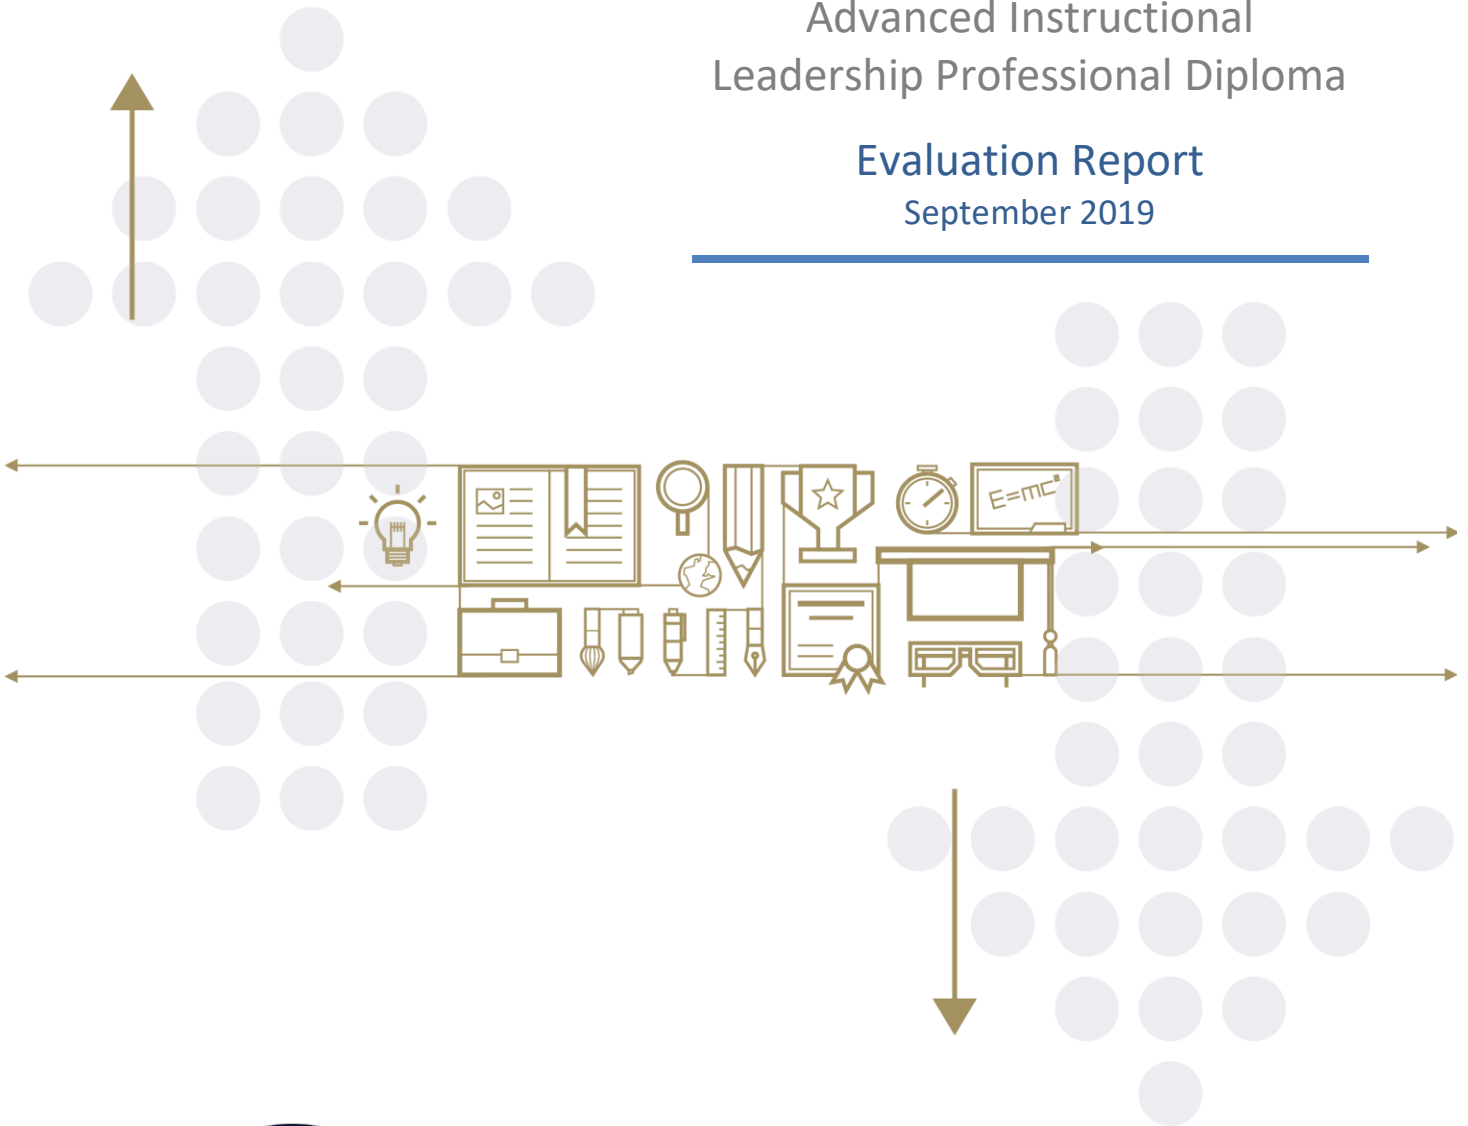 Advanced Instructional
Leadership Professional Diploma
Evaluation Report
September 2019
E=mc²